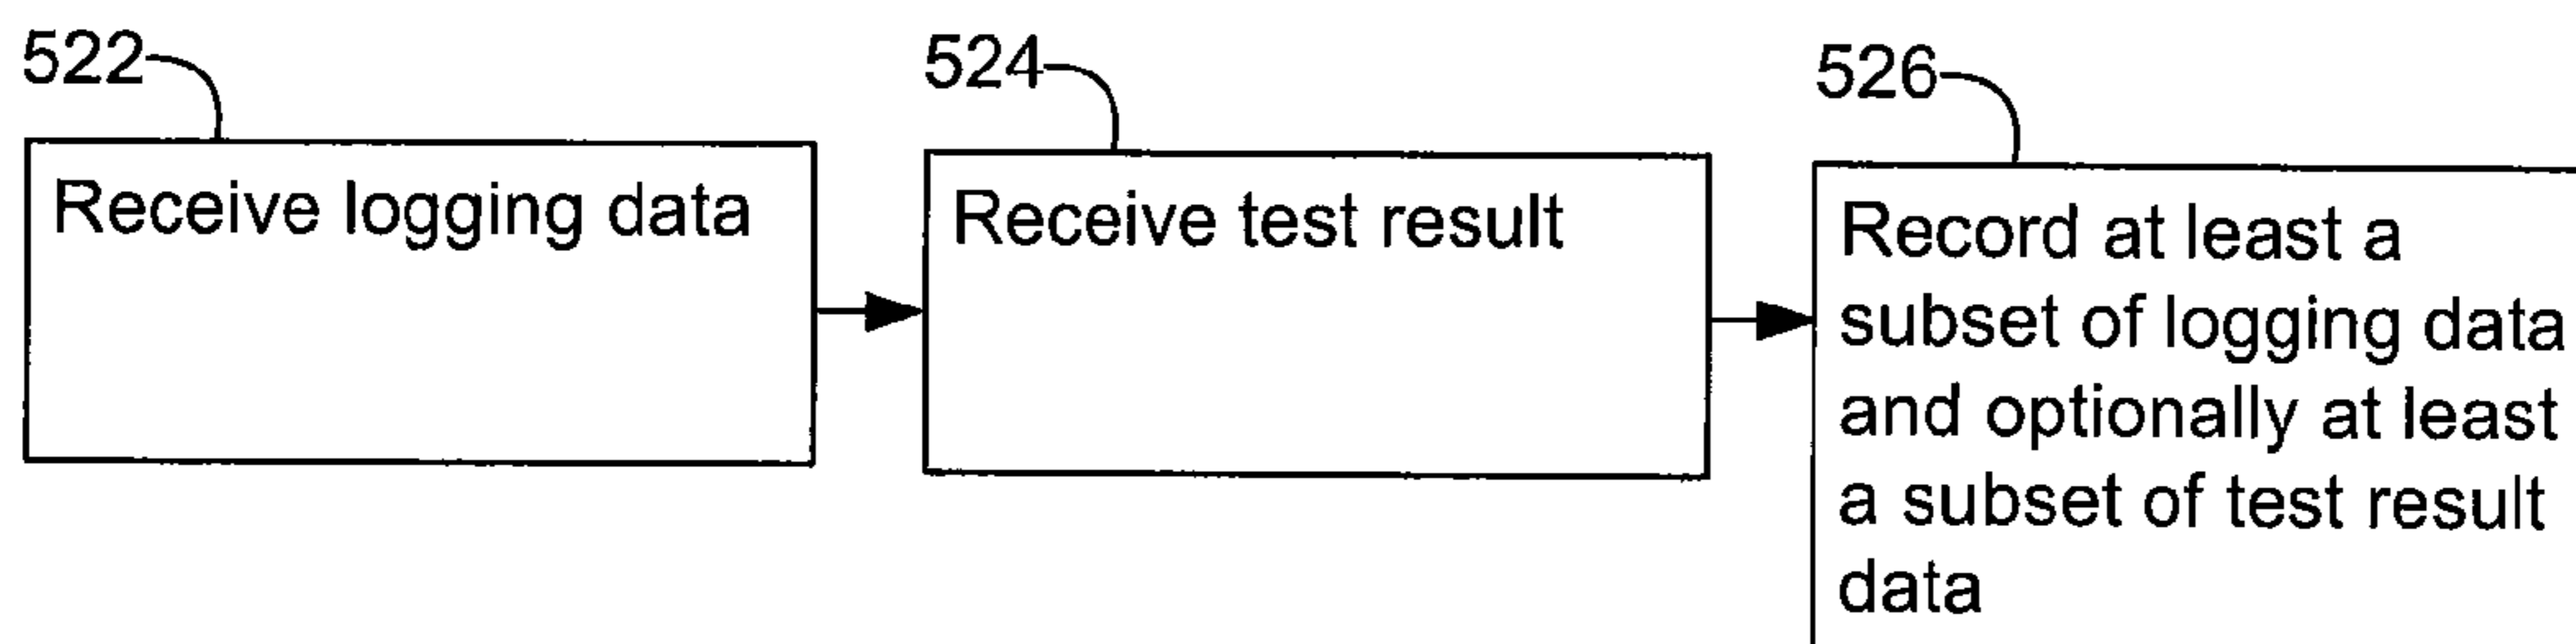 522
524
526
Receive logging data
Receive test result
Record at least a
subset of logging data
and optionally at least
a subset of test result
data